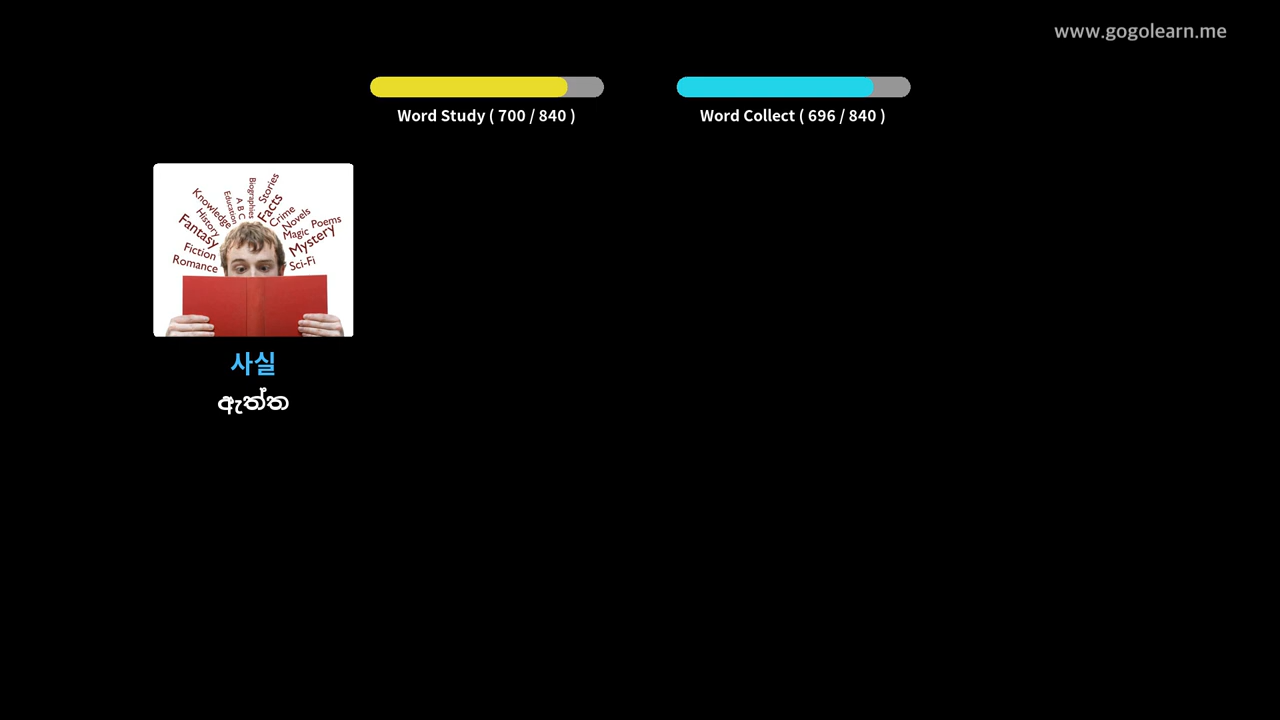 www.gogolearn.me
Word Study ( 700 / 840 )
Word Collect ( 696 / 840 )
Knowledge
History
Fantasy
Fiction
Romance
Education
A B C
Biographies
Stories
Facts
Crime
Novels
Magic
Poems
Mystery
Sci-Fi
사실
ඇත්ත